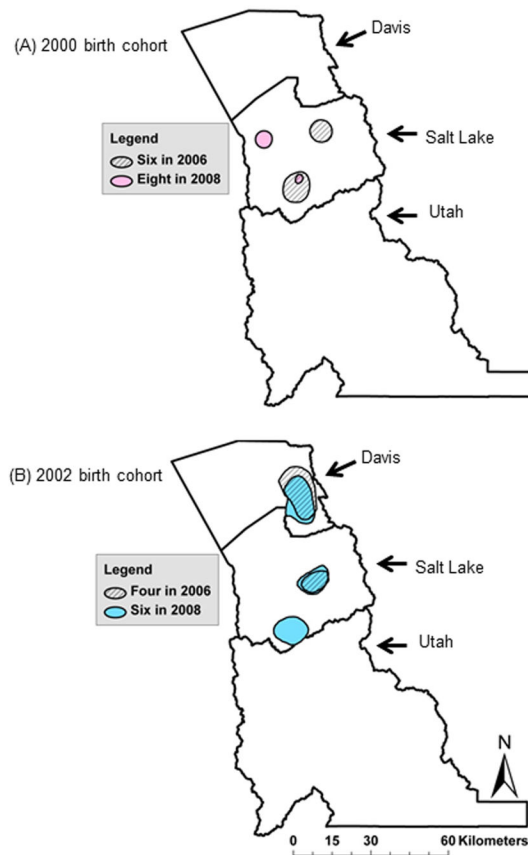 (A) 2000 birth cohort
Davis
Legend
Six in 2006
Eight in 2008
Salt Lake
Utah
(B) 2002 birth cohort
Davis
Legend
Four in 2006
Six in 2008
Salt Lake
Utah
N
0 15 30 60 Kilometers